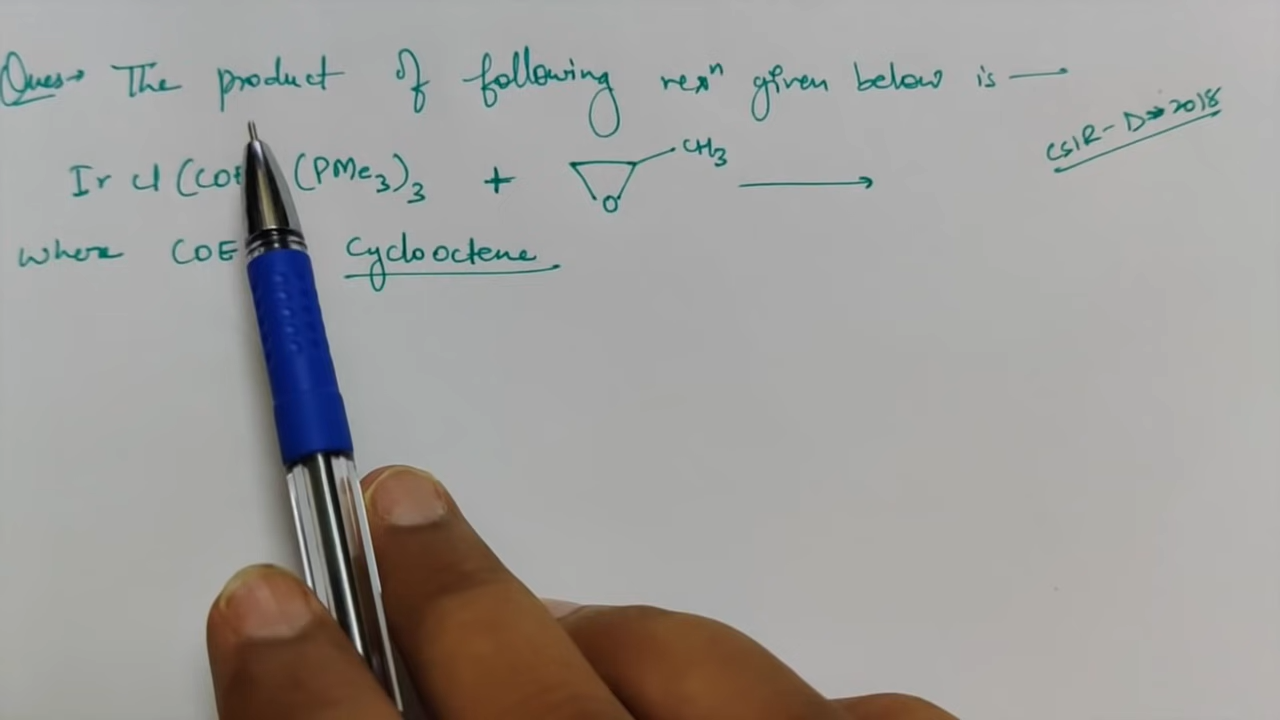 Ques→ The product of following rexⁿ given below is —
CSIR - D→2018
Ir Cl (COE (PMe₃)₃ + O CH₃ →
where COE cyclooctene